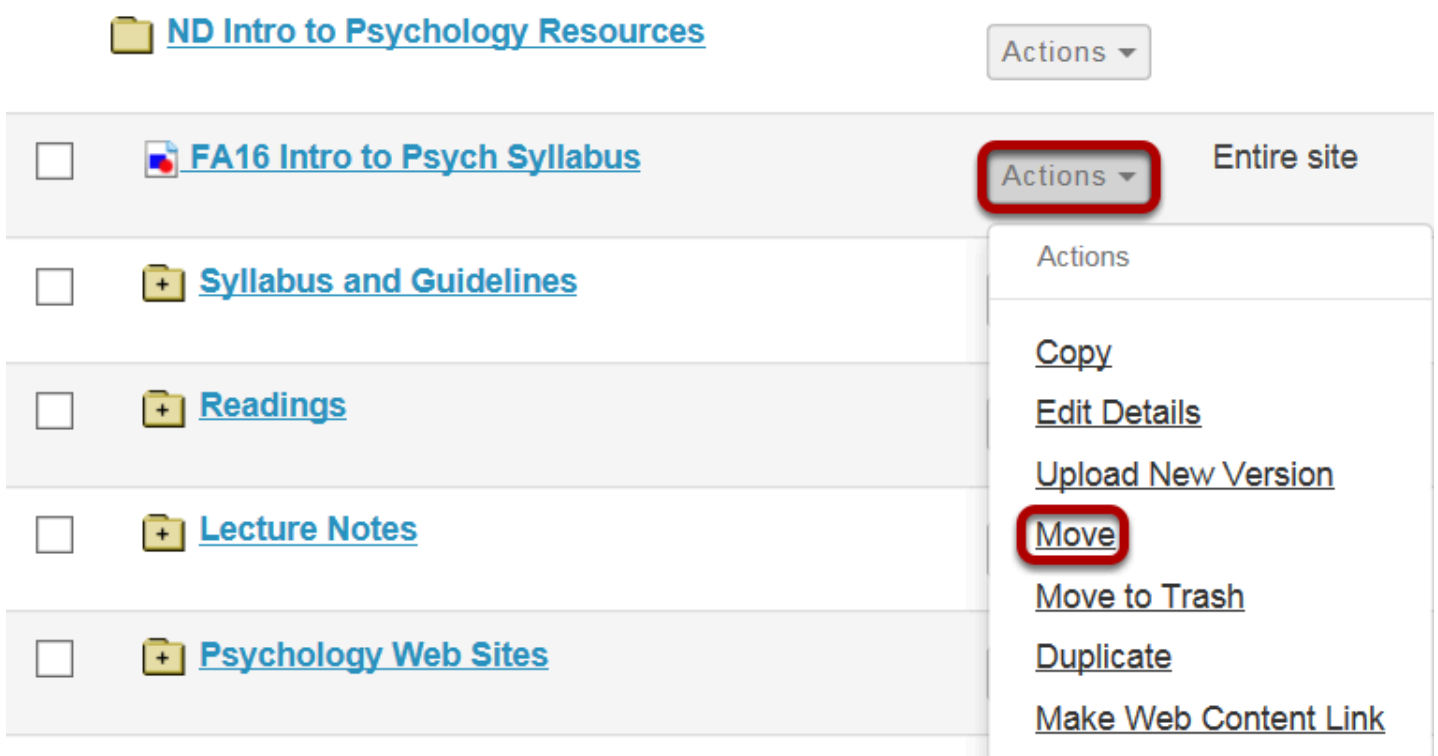 ND Intro to Psychology Resources
Actions
FA16 Intro to Psych Syllabus
Actions
Entire site
Syllabus and Guidelines
Readings
Lecture Notes
Psychology Web Sites
Actions
Copy
Edit Details
Upload New Version
Move
Move to Trash
Duplicate
Make Web Content Link